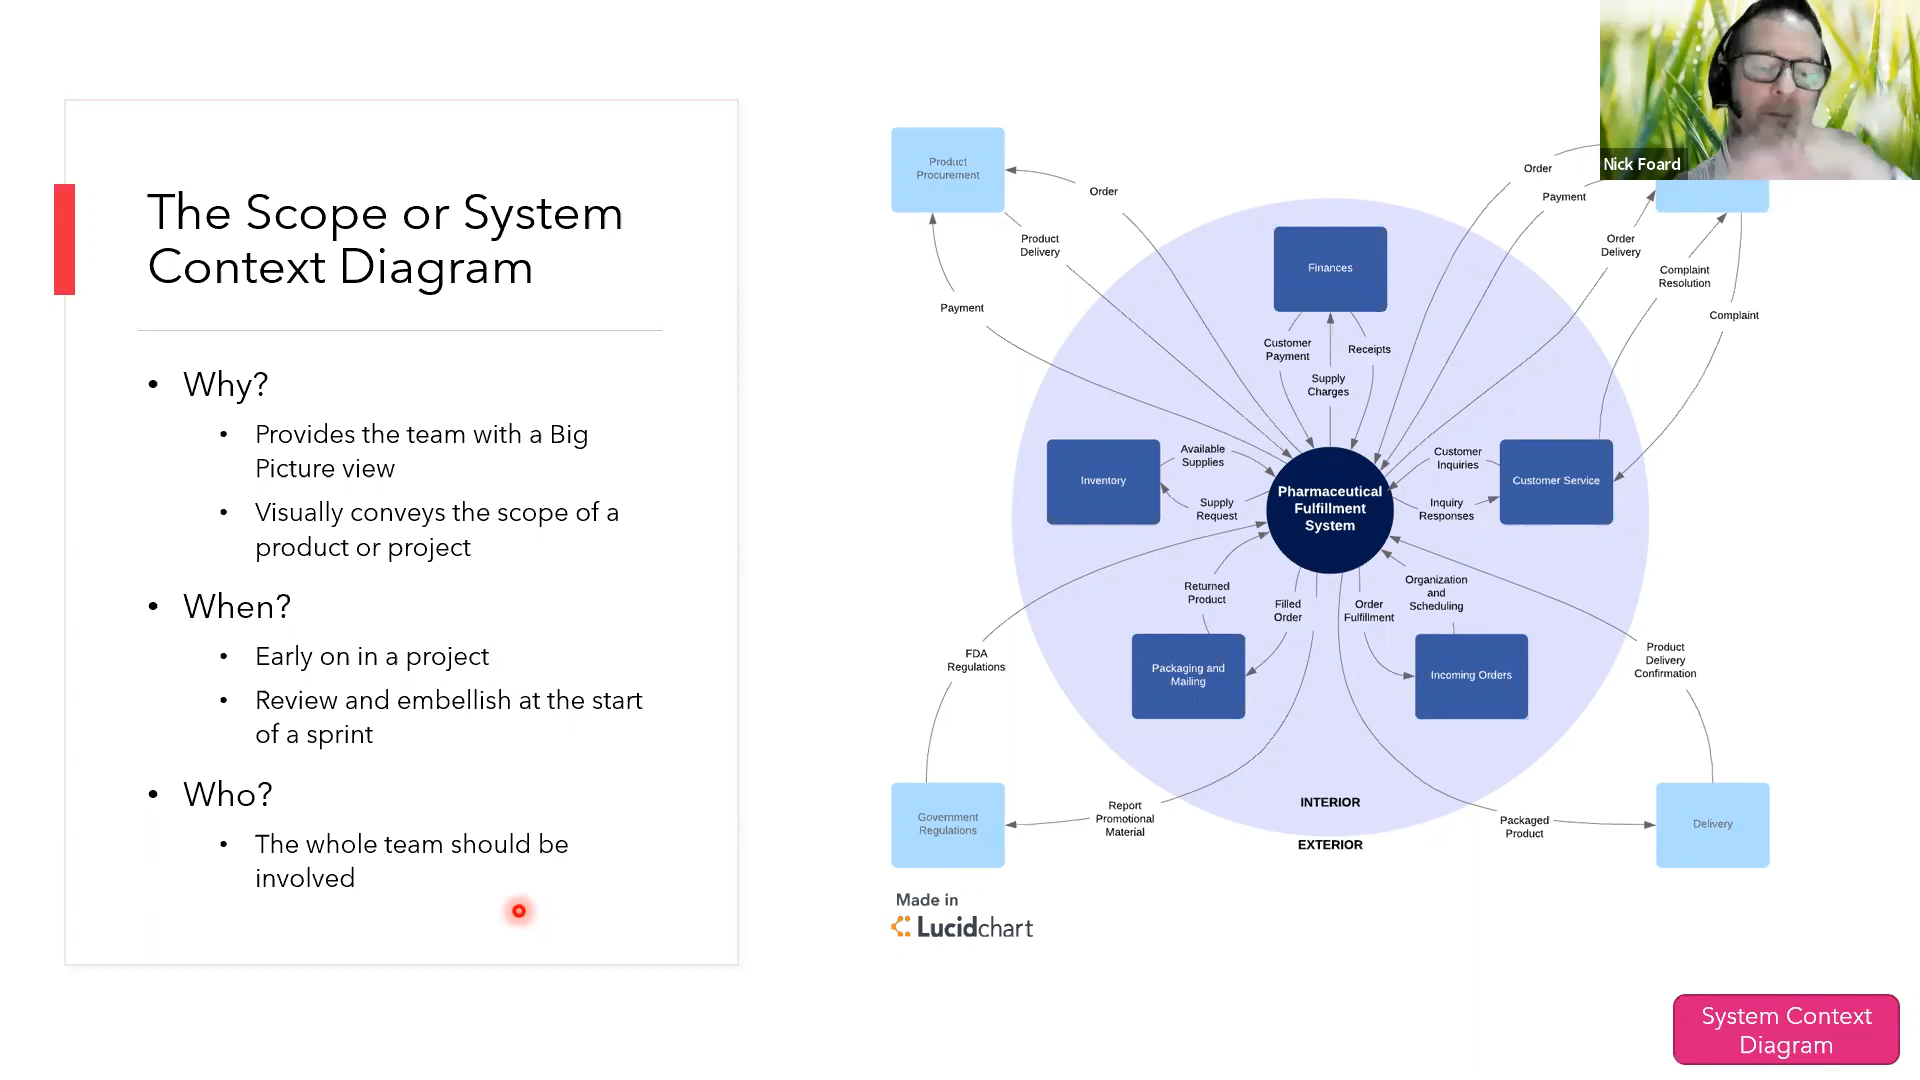 The Scope or System
Context Diagram
• Why?
• Provides the team with a Big
Picture view
• Visually conveys the scope of a
product or project
• When?
• Early on in a project
• Review and embellish at the start
of a sprint
• Who?
• The whole team should be
involved
Nick Foard
Product
Procurement
Order
Product
Delivery
Payment
Order
Payment
Order
Delivery
Complaint
Resolution
Complaint
Finances
Customer
Payment
Receipts
Supply
Charges
Inventory
Available
Supplies
Supply
Request
Pharmaceutical
Fulfillment
System
Customer
Inquiries
Inquiry
Responses
Customer Service
Returned
Product
Filled
Order
Order
Fulfillment
Organization
and
Scheduling
Packaging and
Mailing
Incoming Orders
FDA
Regulations
Product
Delivery
Confirmation
Government
Regulations
Report
Promotional
Material
INTERIOR
EXTERIOR
Packaged
Product
Delivery
Made in
Lucidchart
System Context
Diagram